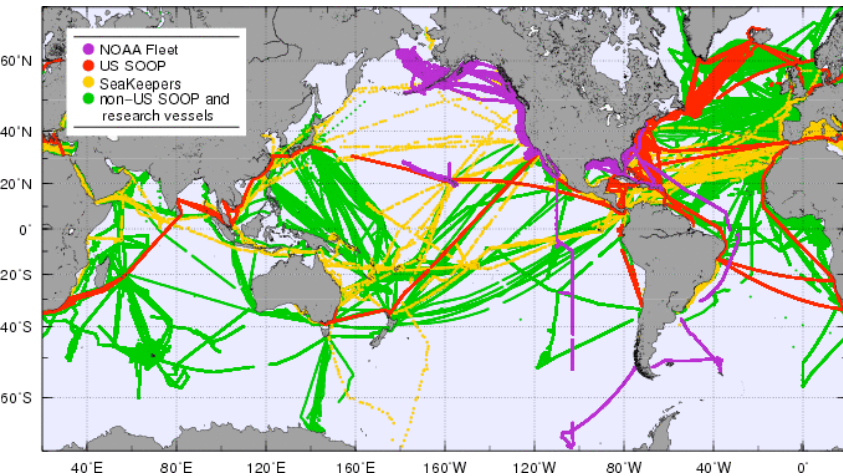 NOAA Fleet
US SOOP
SeaKeepers
non-US SOOP and
research vessels
60°N
40°N
20°N
0°
20°S
40°S
60°S
40°E 80°E 120°E 160°E 160°W 120°W 80°W 40°W 0°